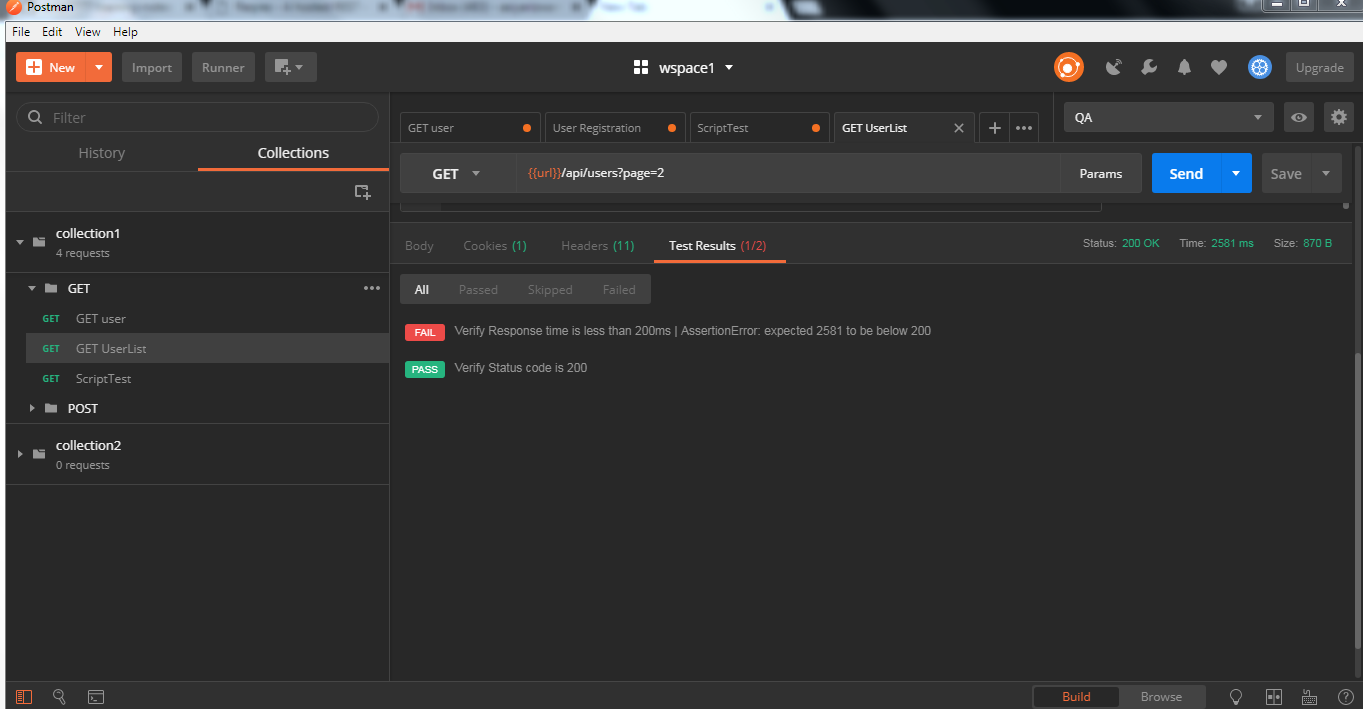 Postman
File Edit View Help
New Import Runner wspace1 Upgrade
Filter
History Collections
collection1
4 requests
GET
GET GET user
GET GET UserList
GET ScriptTest
POST
collection2
0 requests
GET user User Registration ScriptTest GET UserList QA
GET {{url}}/api/users?page=2 Params Send Save
Body Cookies (1) Headers (11) Test Results (1/2) Status: 200 OK Time: 2581 ms Size: 870 B
All Passed Skipped Failed
FAIL Verify Response time is less than 200ms | AssertionError: expected 2581 to be below 200
PASS Verify Status code is 200
Build Browse